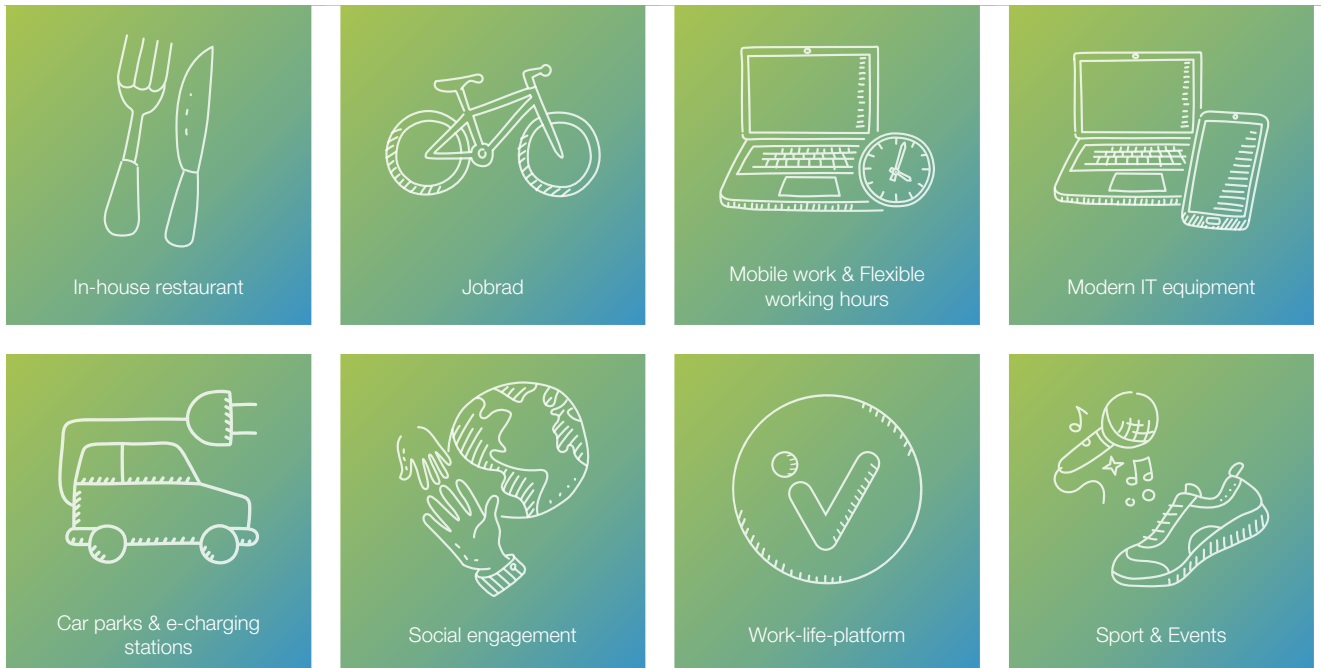 In-house restaurant
Jobrad
Mobile work & Flexible
working hours
Modern IT equipment
Car parks & e-charging
stations
Social engagement
Work-life-platform
Sport & Events